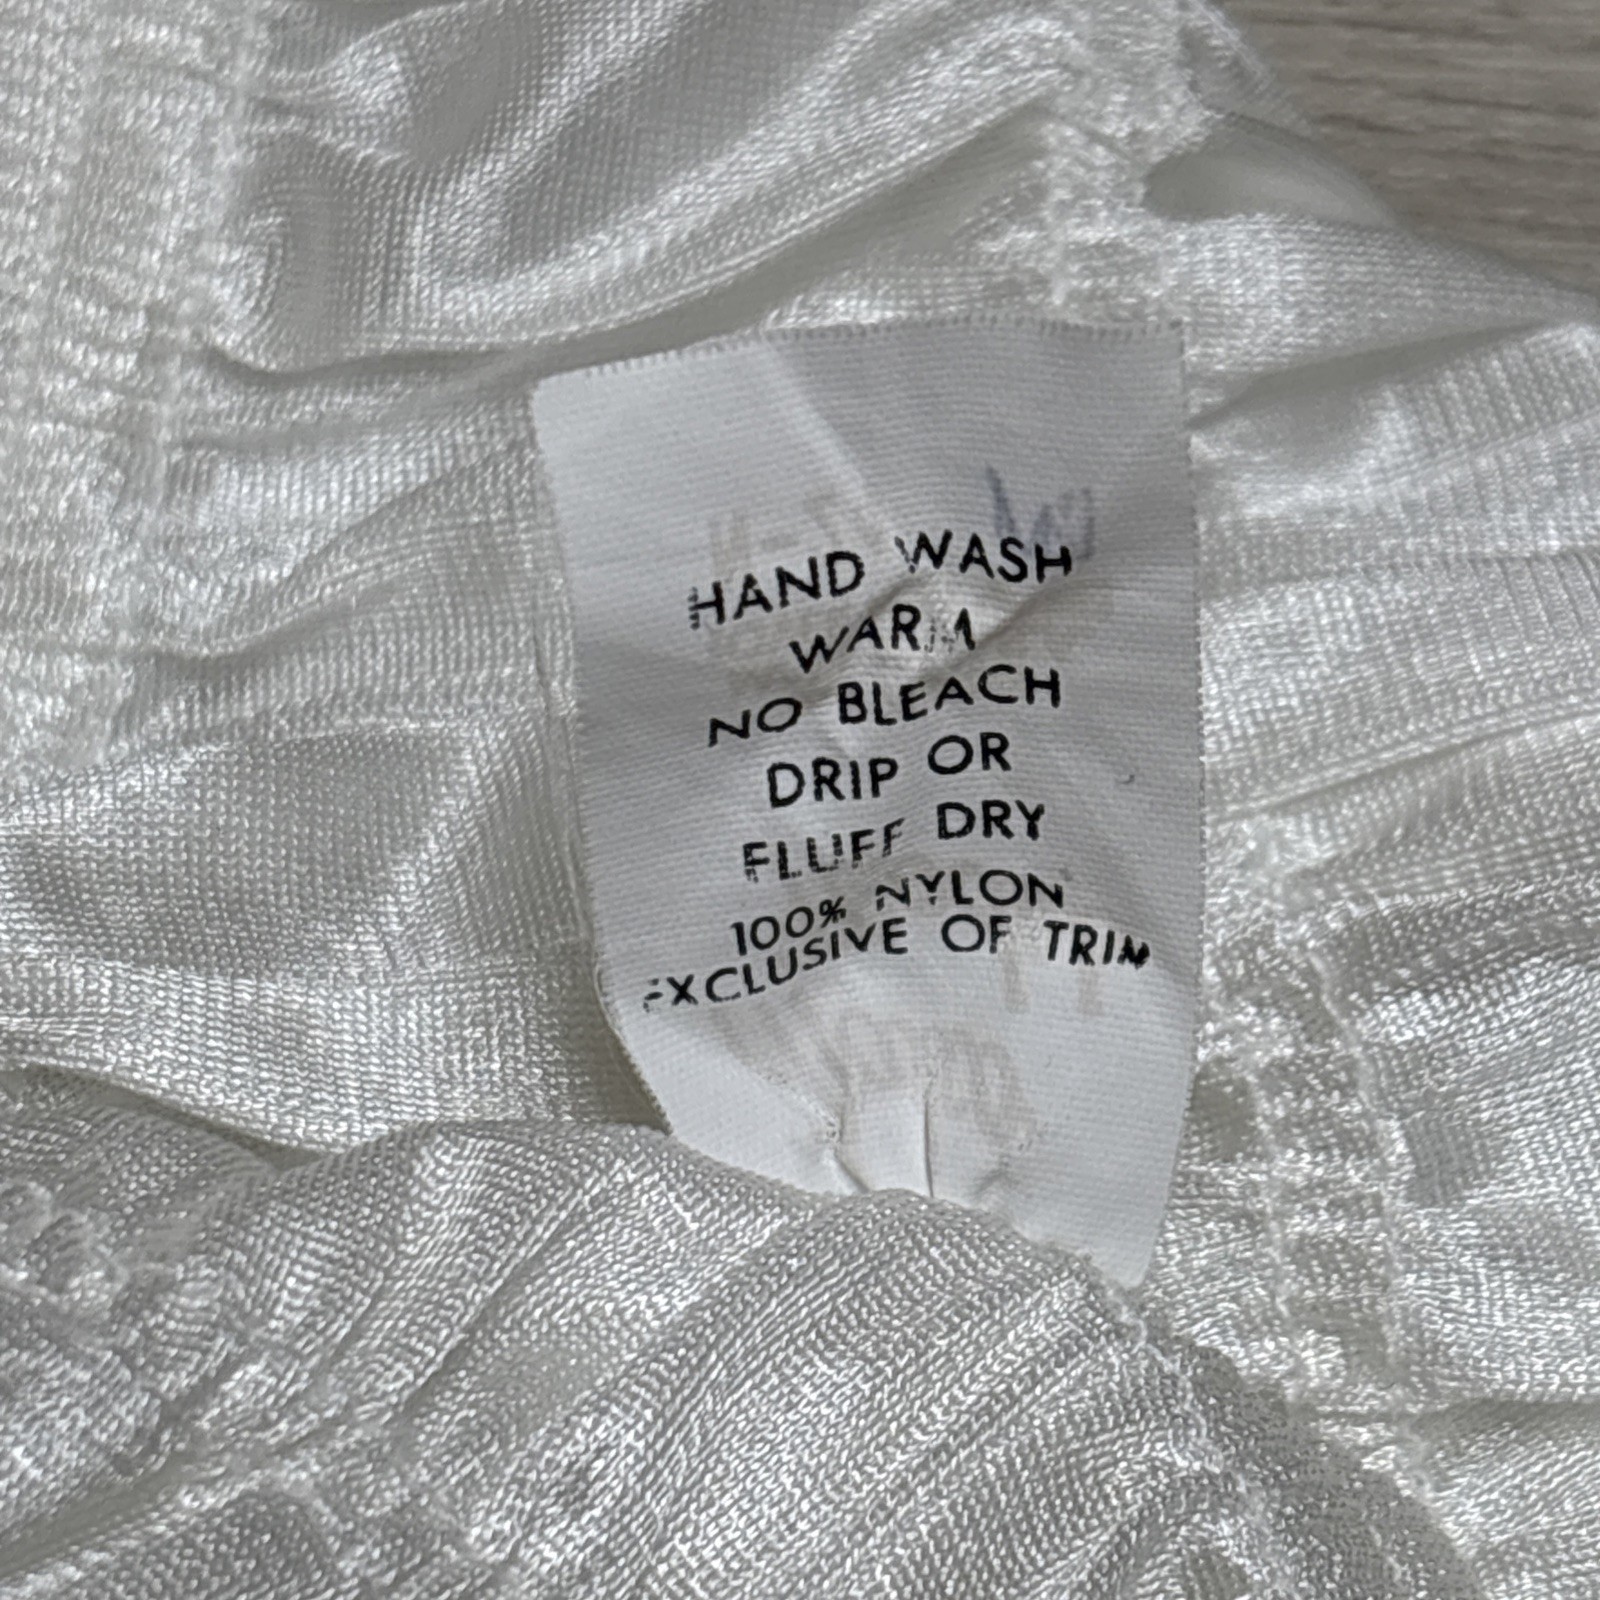 HAND WASH
WARM
NO BLEACH
DRIP OR
FLUFF DRY
100% NYLON
EXCLUSIVE OF TRIM